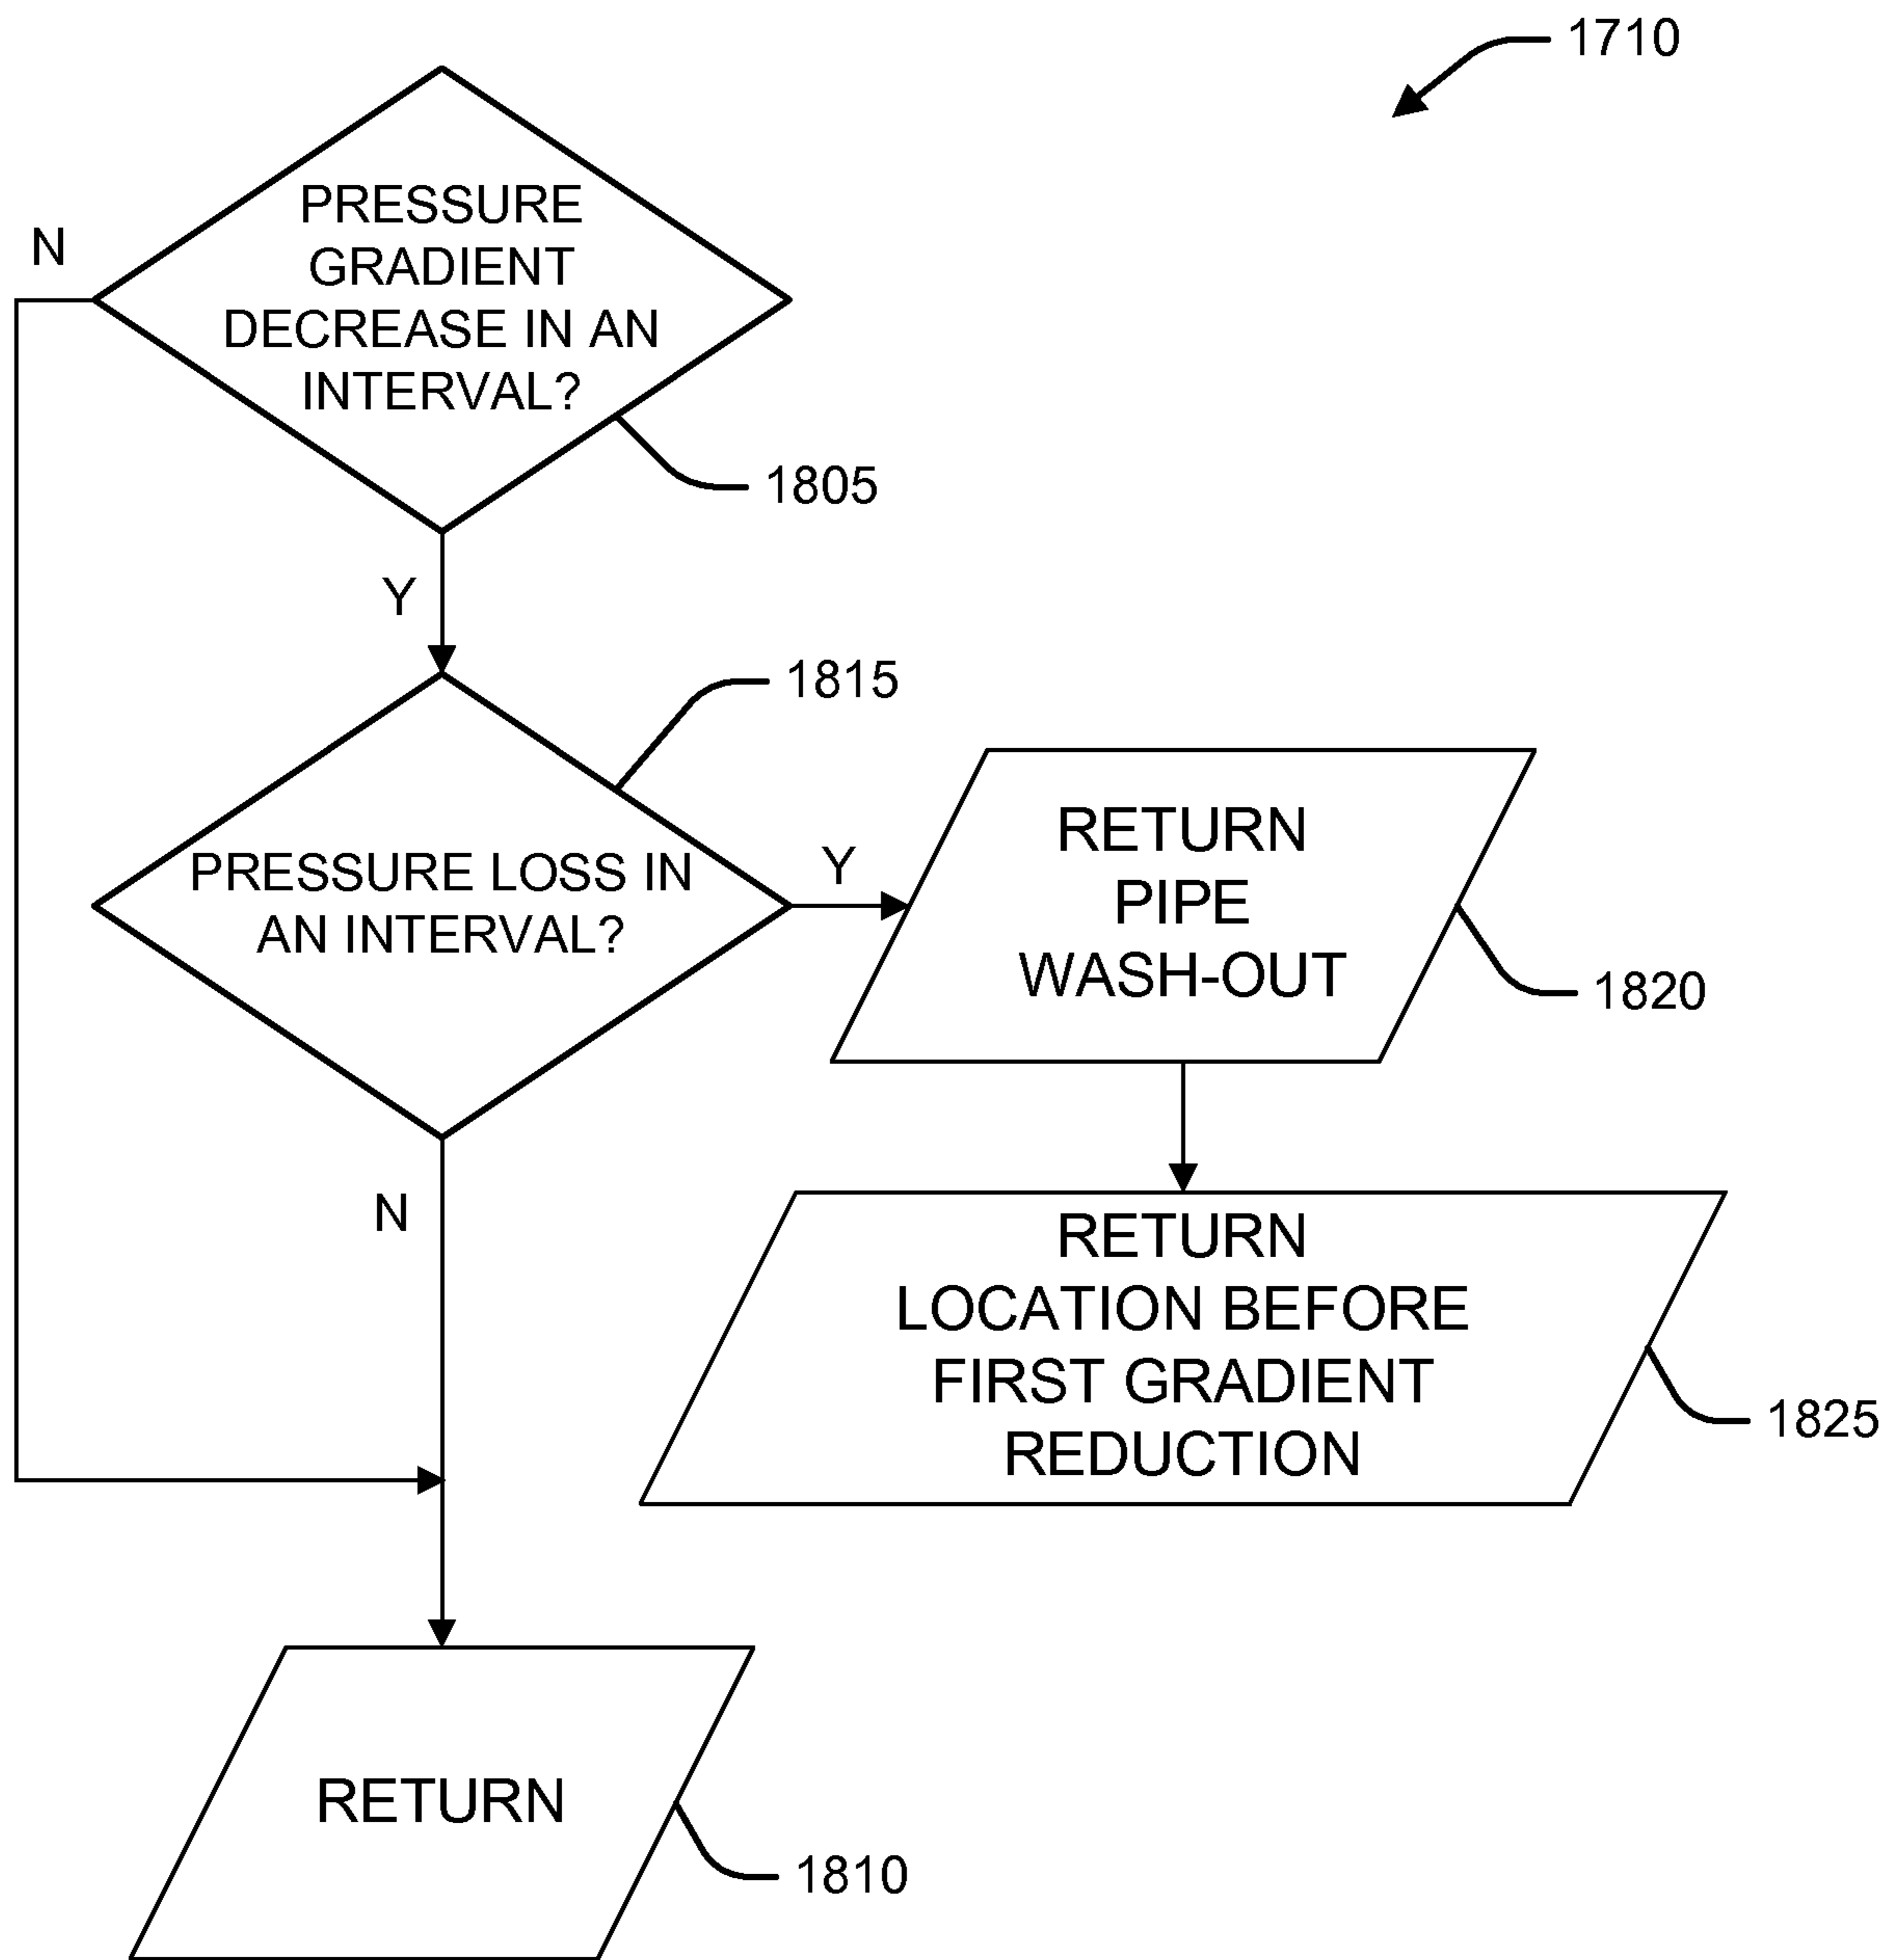 1710
PRESSURE
GRADIENT
DECREASE IN AN
INTERVAL?
N
1805
Y
1815
PRESSURE LOSS IN
AN INTERVAL?
Y
RETURN
PIPE
WASH-OUT
1820
N
RETURN
LOCATION BEFORE
FIRST GRADIENT
REDUCTION
1825
RETURN
1810